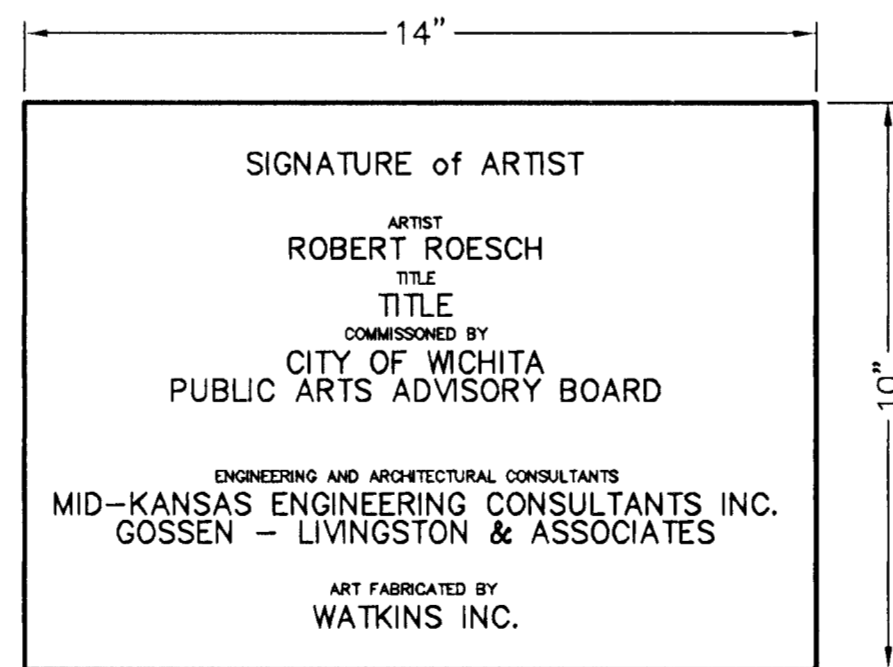 14"
SIGNATURE of ARTIST
ARTIST
ROBERT ROESCH
TITLE
TITLE
COMMISSONED BY
CITY OF WICHITA
PUBLIC ARTS ADVISORY BOARD
10"
ENGINEERING AND ARCHITECTURAL CONSULTANTS
MID-KANSAS ENGINEERING CONSULTANTS INC.
GOSSEN - LIVINGSTON & ASSOCIATES
ART FABRICATED BY
WATKINS INC.